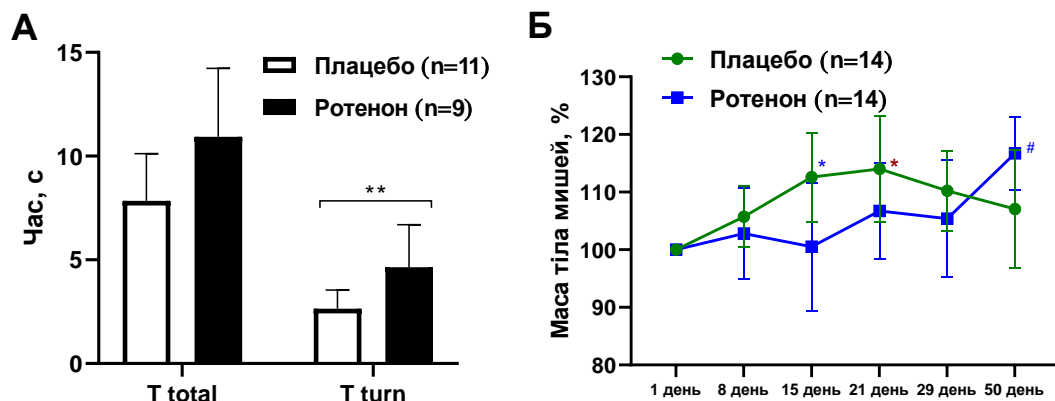 А
Час, с
15
10
5
0
Плацебо (n=11)
Ротенон (n=9)
**
T total
T turn
Б
Маса тіла мишей, %
130
120
110
100
90
80
Плацебо (n=14)
Ротенон (n=14)
*
*
#
1 день
8 день
15 день
21 день
29 день
50 день